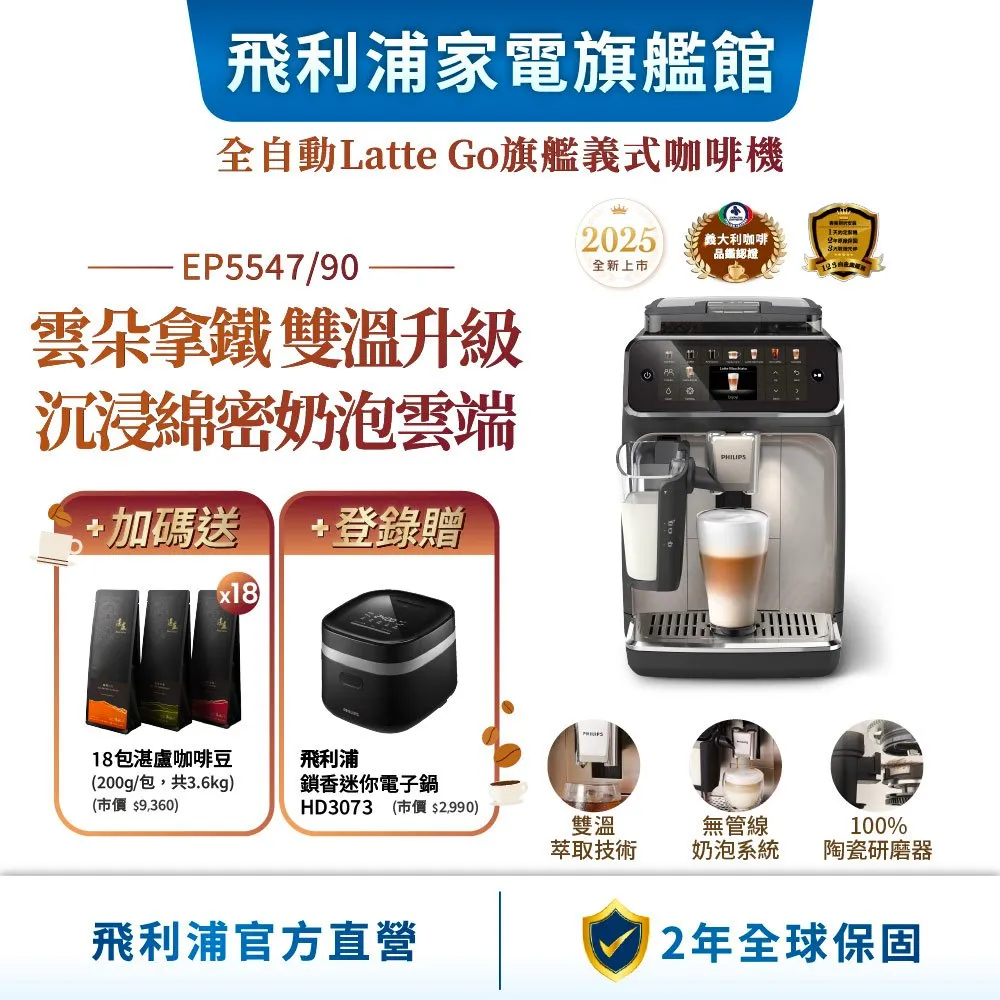 飛利浦家電旗艦館
全自動Latte Go旗艦義式咖啡機
2025
全新上市
義大利咖啡
品鑑認證
EP5547/90
雲朵拿鐵 雙溫升級
沉浸綿密奶泡雲端
+加碼送
x18
18包湛盧咖啡豆
(200g/包，共3.6kg)
(市價 $9,360)
+登錄贈
PHILIPS
飛利浦
鎖香迷你電子鍋
HD3073 (市價 $2,990)
Latte Macchiato
PHILIPS
PHILIPS
雙溫
萃取技術
無管線
奶泡系統
100%
陶瓷研磨器
飛利浦官方直營
2年全球保固